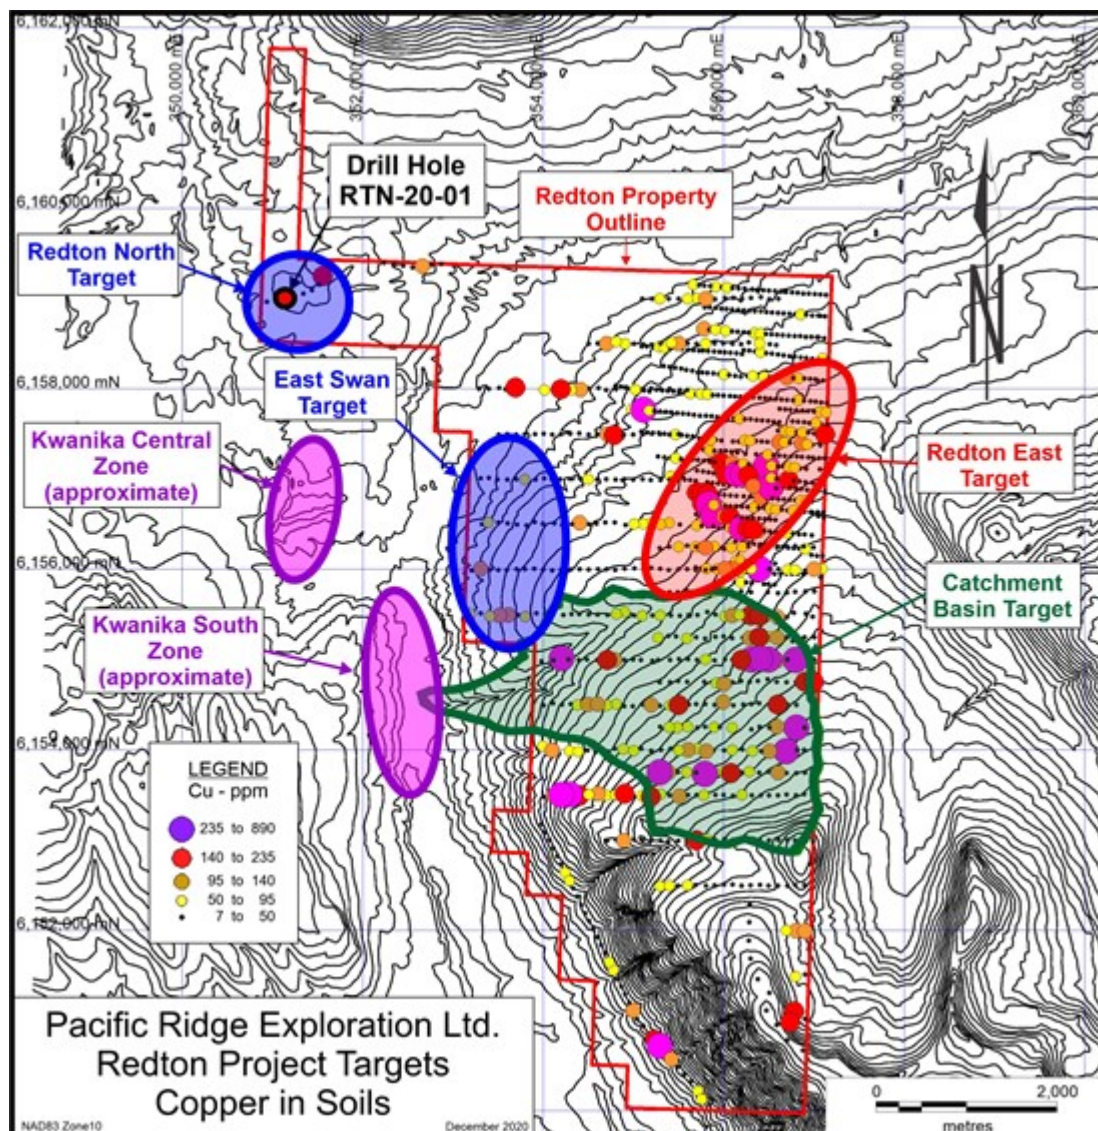 6,162,000 mN
350,000 mE
352,000 mE
354,000 mE
356,000 mE
358,000 mE
Drill Hole
RTN-20-01
Redton Property
Outline
6,160,000 mN
Redton North
Target
East Swan
Target
6,158,000 mN
Kwanika Central
Zone
(approximate)
Redton East
Target
N
6,156,000 mN
Catchment
Basin Target
Kwanika South
Zone
(approximate)
6,154,000 mN
LEGEND
Cu - ppm
235 to 890
140 to 235
95 to 140
50 to 95
7 to 50
6,152,000 mN
Pacific Ridge Exploration Ltd.
Redton Project Targets
Copper in Soils
NAD83 Zone10
December 2020
0 2,000
metres